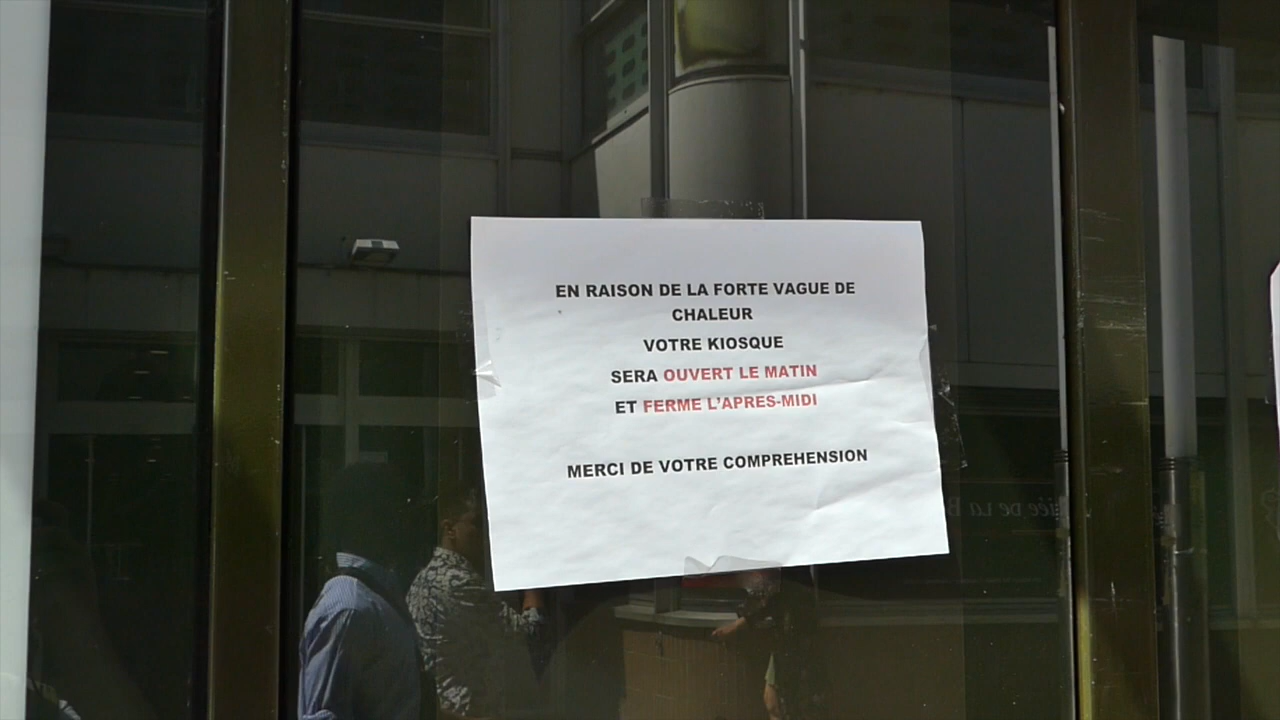 EN RAISON DE LA FORTE VAGUE DE
CHALEUR
VOTRE KIOSQUE
SERA OUVERT LE MATIN
ET FERME L'APRES-MIDI
MERCI DE VOTRE COMPREHENSION